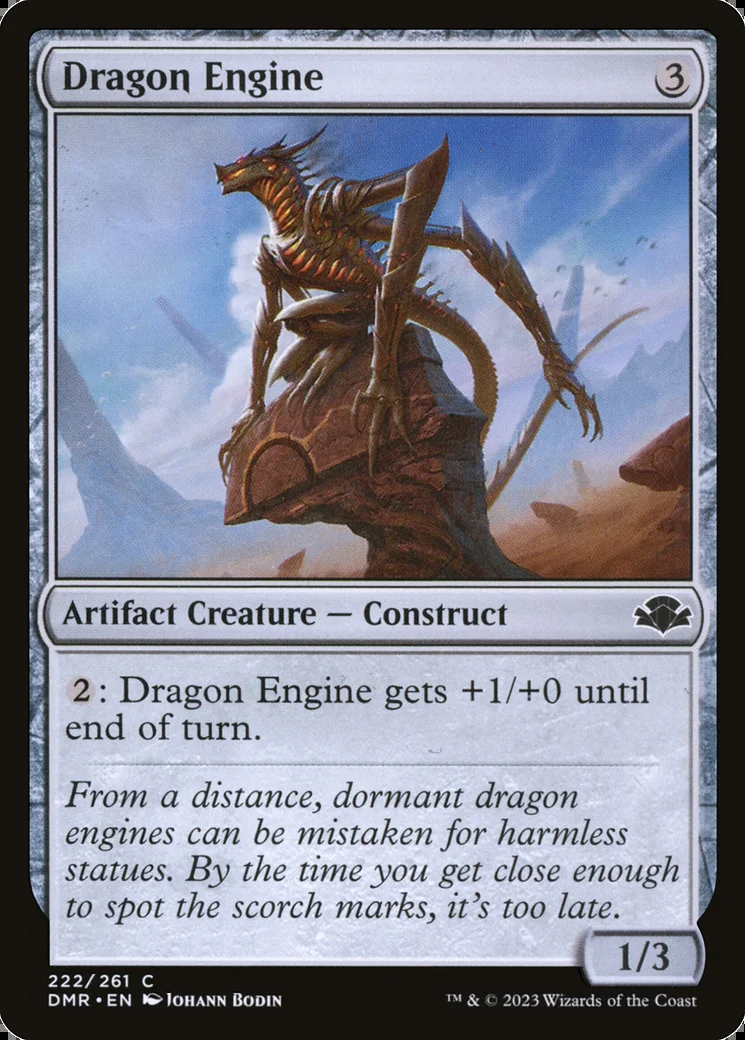 Dragon Engine 3
Artifact Creature — Construct
2: Dragon Engine gets +1/+0 until
end of turn.
From a distance, dormant dragon
engines can be mistaken for harmless
statues. By the time you get close enough
to spot the scorch marks, it's too late.
1/3
222/261 C
DMR • EN Johann Bodin
™ & © 2023 Wizards of the Coast